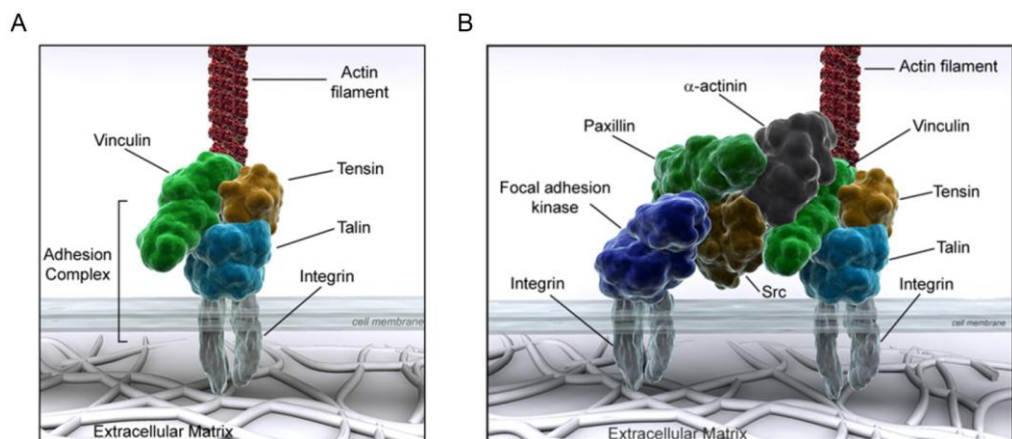 A
Actin
filament
Vinculin
Tensin
Talin
Adhesion
Complex
Integrin
cell membrane
Extracellular Matrix
B
Actin filament
α-actinin
Paxillin
Vinculin
Focal adhesion
kinase
Tensin
Talin
Integrin
Src
Integrin
cell membrane
Extracellular Matrix